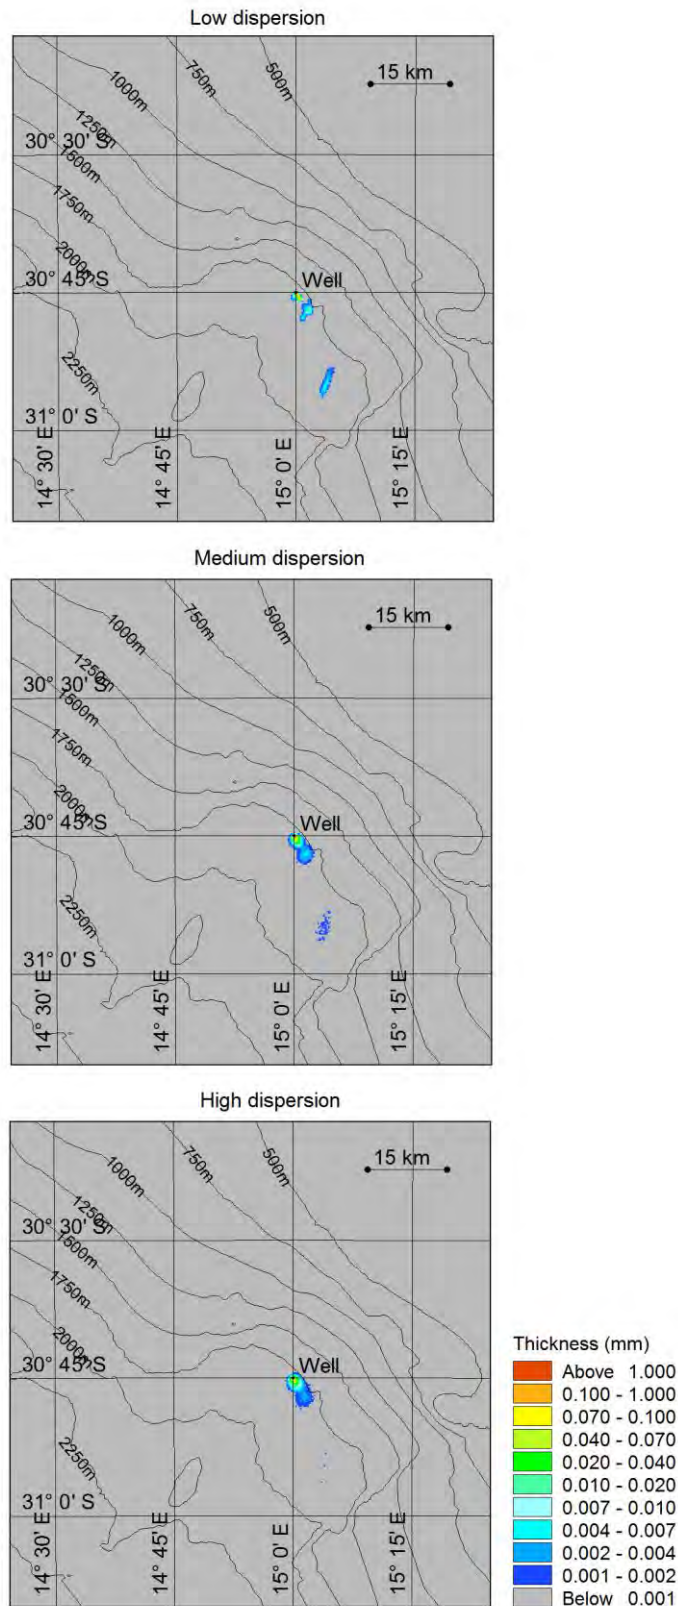 Low dispersion
15 km
500m
750m
1000m
1250m
30° 30' S
1500m
1750m
2000m
30° 45' S
Well
2250m
31° 0' S
14° 30' E
14° 45' E
15° 0' E
15° 15' E
Medium dispersion
15 km
500m
750m
1000m
1250m
30° 30' S
1500m
1750m
2000m
30° 45' S
Well
2250m
31° 0' S
14° 30' E
14° 45' E
15° 0' E
15° 15' E
High dispersion
15 km
500m
750m
1000m
1250m
30° 30' S
1500m
1750m
2000m
30° 45' S
Well
2250m
31° 0' S
14° 30' E
14° 45' E
15° 0' E
15° 15' E
Thickness (mm)
Above 1.000
0.100 - 1.000
0.070 - 0.100
0.040 - 0.070
0.020 - 0.040
0.010 - 0.020
0.007 - 0.010
0.004 - 0.007
0.002 - 0.004
0.001 - 0.002
Below 0.001